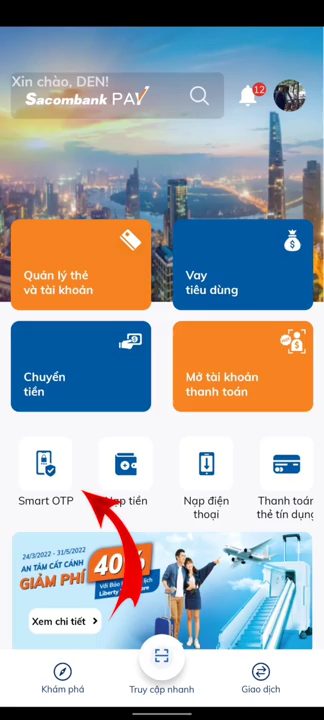 Xin chào, DEN!
Sacombank PAY
12
Quản lý thẻ
và tài khoản
Vay
tiêu dùng
Chuyển
tiền
Mở tài khoản
thanh toán
Smart OTP
Nạp tiền
Nạp điện
thoại
Thanh toán
thẻ tín dụng
24/3/2022 - 31/5/2022
AN TÂM CẤT CÁNH
GIẢM PHÍ 40%
Xem chi tiết
Khám phá
Truy cập nhanh
Giao dịch